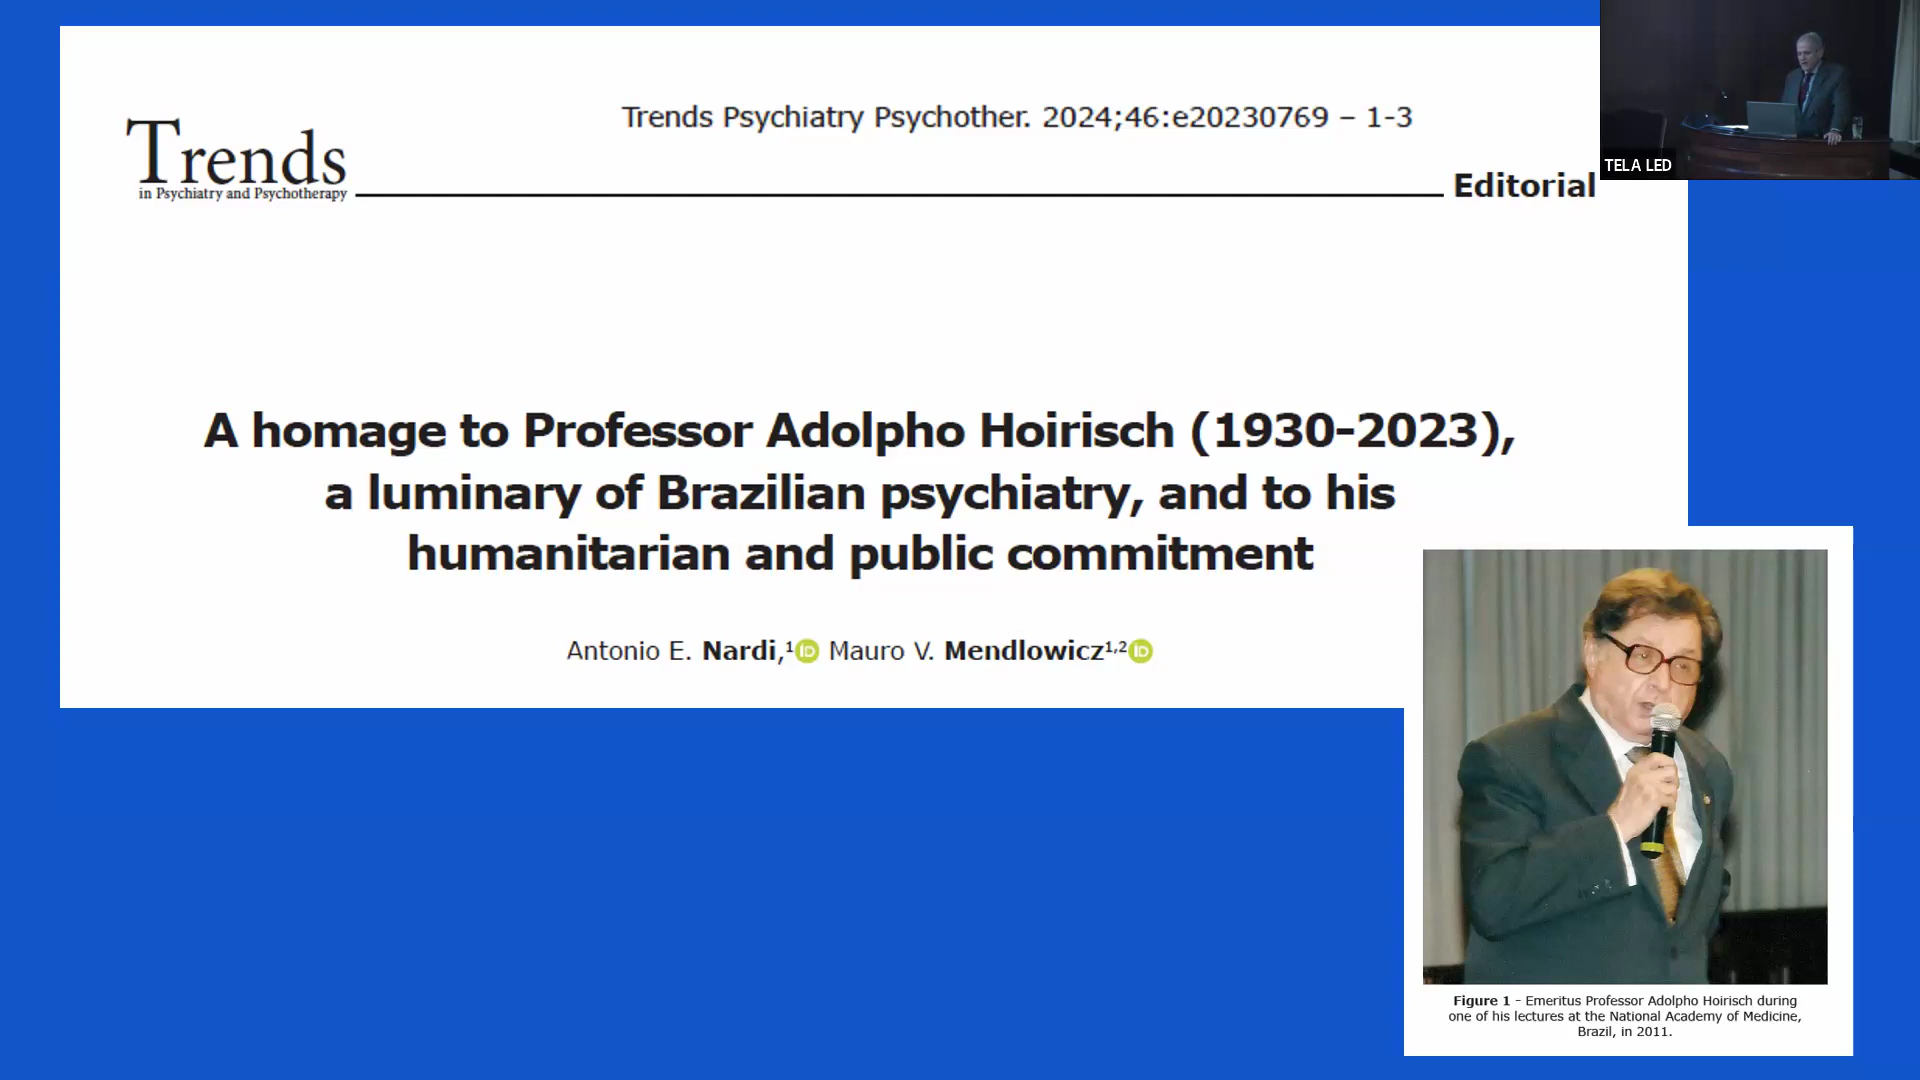 Trends Psychiatry Psychother. 2024;46:e20230769 – 1-3
Trends
in Psychiatry and Psychotherapy
Editorial
TELA LED
A homage to Professor Adolpho Hoirisch (1930-2023),
a luminary of Brazilian psychiatry, and to his
humanitarian and public commitment
Antonio E. Nardi,¹ iD Mauro V. Mendlowicz¹,² iD
Figure 1 - Emeritus Professor Adolpho Hoirisch during
one of his lectures at the National Academy of Medicine,
Brazil, in 2011.